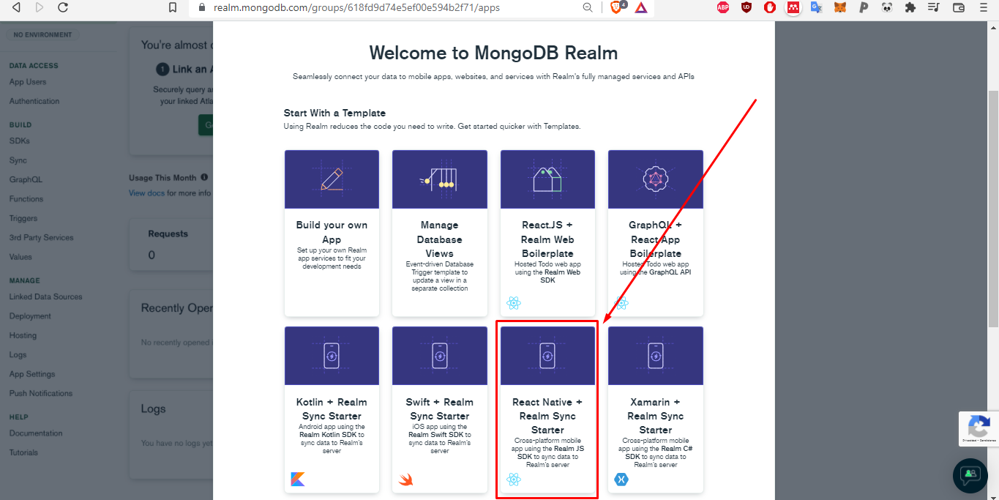 realm.mongodb.com/groups/618fd9d74e5ef00e594b2f71/apps
4
ABP
UD
NO ENVIRONMENT
DATA ACCESS
App Users
Authentication
BUILD
SDKs
Sync
GraphQL
Functions
Triggers
3rd Party Services
Values
MANAGE
Linked Data Sources
Deployment
Hosting
Logs
App Settings
Push Notifications
HELP
Documentation
Tutorials
You're almost
1 Link an A
Securely query
your linked Atla
Usage This Month
View docs for more info
Requests
0
Recently Oper
No recently opened
Logs
You have no logs yet
Welcome to MongoDB Realm
Seamlessly connect your data to mobile apps, websites, and services with Realm's fully managed services and APIs
Start With a Template
Using Realm reduces the code you need to write. Get started quicker with Templates.
Build your own
App
Set up your own Realm
app services to fit your
development needs
Manage
Database
Views
Event-driven Database
Trigger template to
update a view in a
separate collection
React.JS +
Realm Web
Boilerplate
Hosted Todo web app
using the Realm Web
SDK
GraphQL +
React App
Boilerplate
Hosted Todo web app
using the GraphQL API
Kotlin + Realm
Sync Starter
Android app using the
Realm Kotlin SDK to
sync data to Realm's
server
Swift + Realm
Sync Starter
iOS app using the
Realm Swift SDK to
sync data to Realm's
server
React Native +
Realm Sync
Starter
Cross-platform mobile
app using the Realm JS
SDK to sync data to
Realm's server
Xamarin +
Realm Sync
Starter
Cross-platform mobile
app using the Realm C#
SDK to sync data to
Realm's server